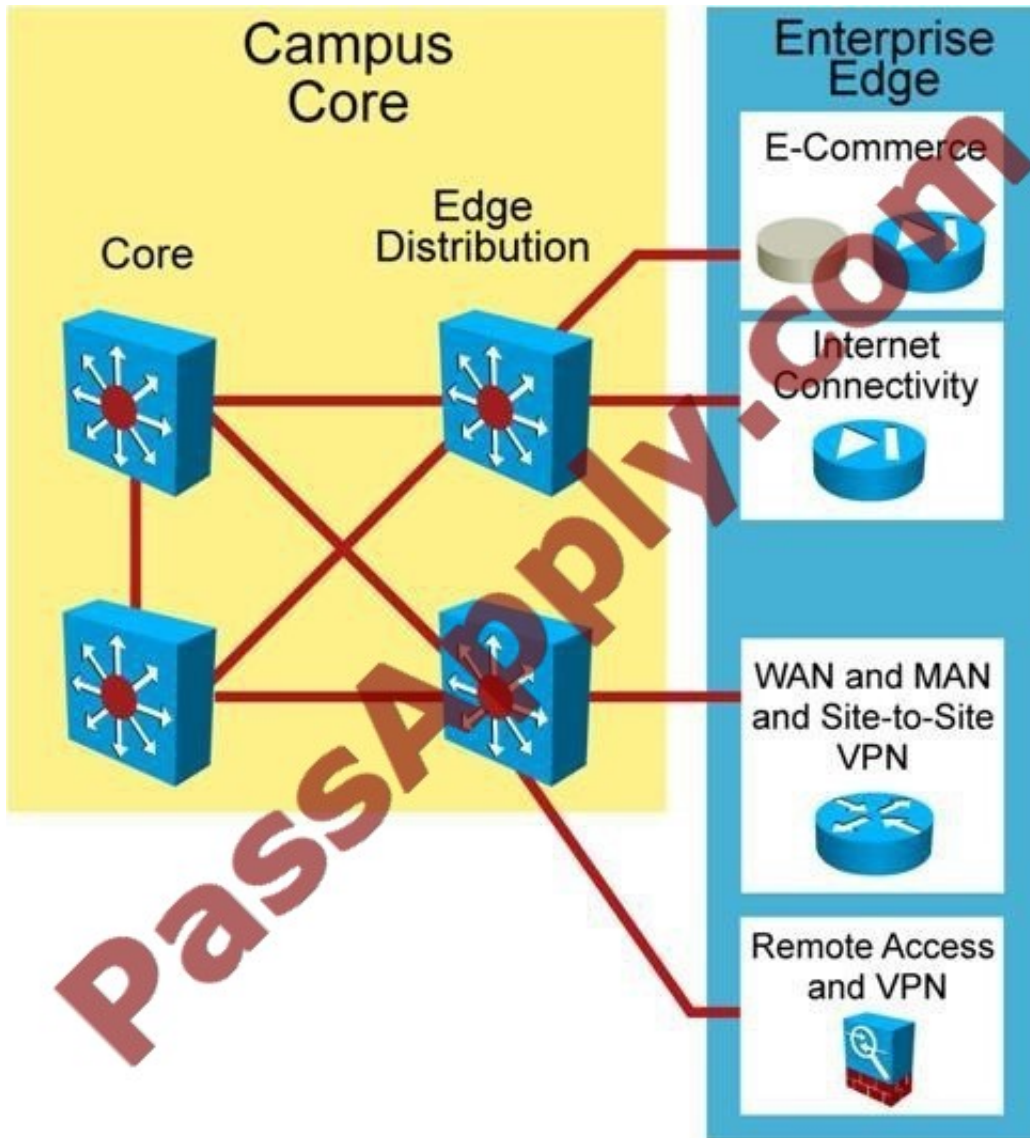 Campus
Core
Enterprise
Edge
E-Commerce
Edge
Distribution
Core
Internet
Connectivity
WAN and MAN
and Site-to-Site
VPN
Remote Access
and VPN
PassApply.com